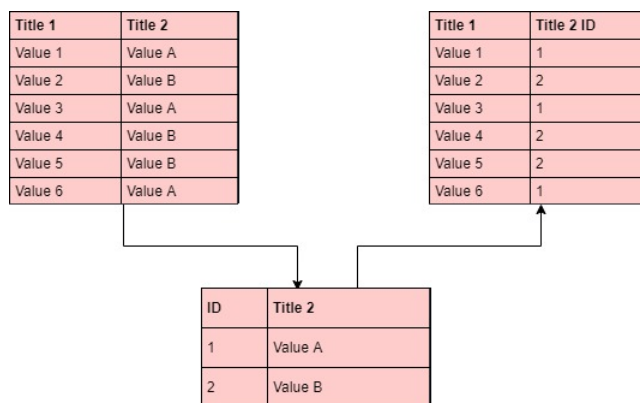 Title 1 Title 2
Value 1 Value A
Value 2 Value B
Value 3 Value A
Value 4 Value B
Value 5 Value B
Value 6 Value A
Title 1 Title 2 ID
Value 1 1
Value 2 2
Value 3 1
Value 4 2
Value 5 2
Value 6 1
ID Title 2
1 Value A
2 Value B